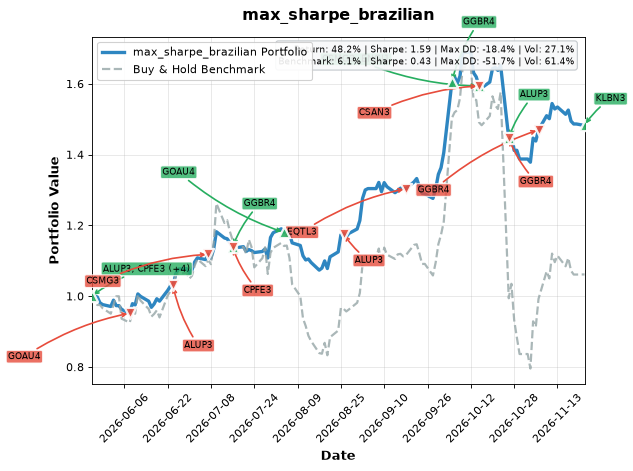 max_sharpe_brazilian
GGBR4
max_sharpe_brazilian Portfolio
Buy & Hold Benchmark
urn: 48.2% | Sharpe: 1.59 | Max DD: -18.4% | Vol: 27.1%
Benchmark: 6.1% | Sharpe: 0.43 | Max DD: -51.7% | Vol: 61.4%
ALUP3
KLBN3
CSAN3
GOAU4
GGBR4
GGBR4
GGBR4
EQTL3
ALUP3
ALUP3, CPFE3 (+4)
CSMG3
CPFE3
GOAU4
ALUP3
Portfolio Value
1.6
1.4
1.2
1.0
0.8
2026-06-06
2026-06-22
2026-07-08
2026-07-24
2026-08-09
2026-08-25
2026-09-10
2026-09-26
2026-10-12
2026-10-28
2026-11-13
Date